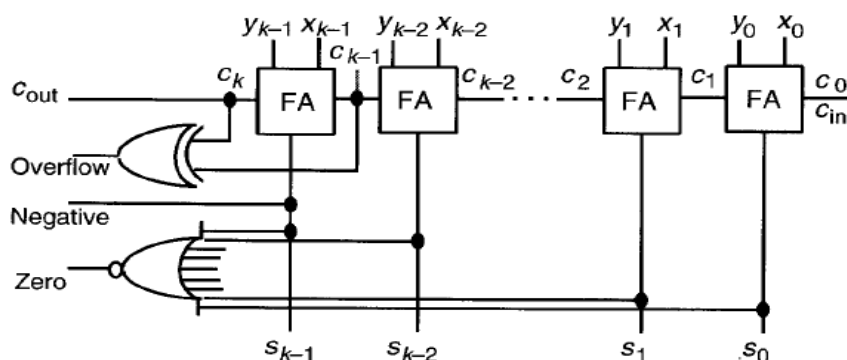 y_{k–1} x_{k–1} y_{k–2} x_{k–2} y_1 x_1 y_0 x_0
c_{k–1}
c_k c_{k–2} · · · c_2 c_1 c_0
c_out FA FA FA FA c_in
Overflow
Negative
Zero
s_{k–1} s_{k–2} s_1 s_0